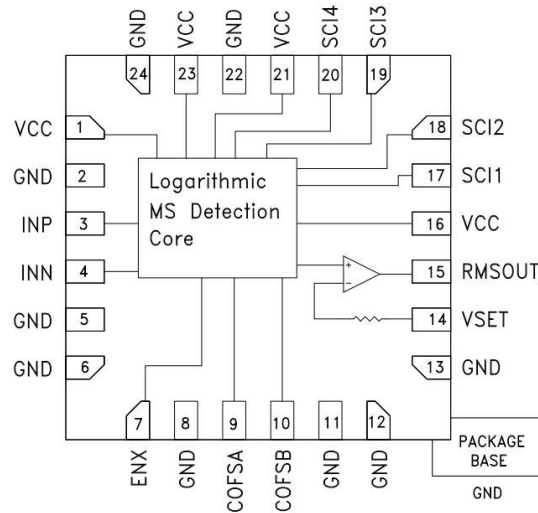 GND
VCC
GND
VCC
SCI4
SCI3
24
23
22
21
20
19
VCC
1
GND
2
INP
3
INN
4
GND
5
GND
6
Logarithmic
MS Detection
Core
+
−
18
SCI2
17
SCI1
16
VCC
15
RMSOUT
14
VSET
13
GND
7
8
9
10
11
12
ENX
GND
COFSA
COFSB
GND
GND
PACKAGE
BASE
GND